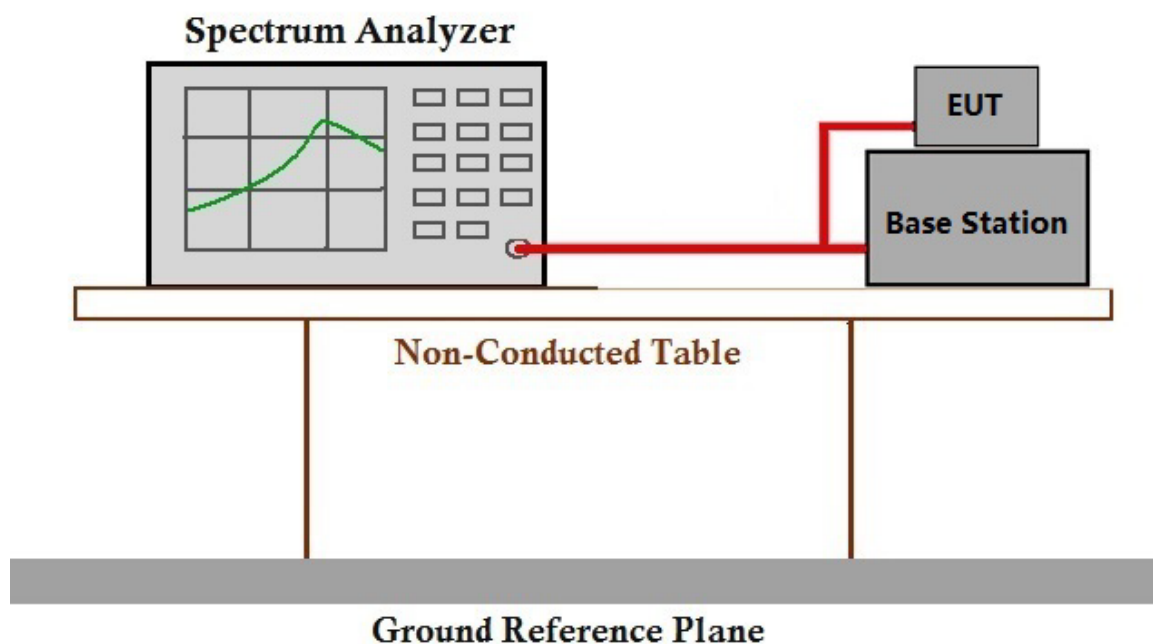 Spectrum Analyzer
EUT
Base Station
Non-Conducted Table
Ground Reference Plane